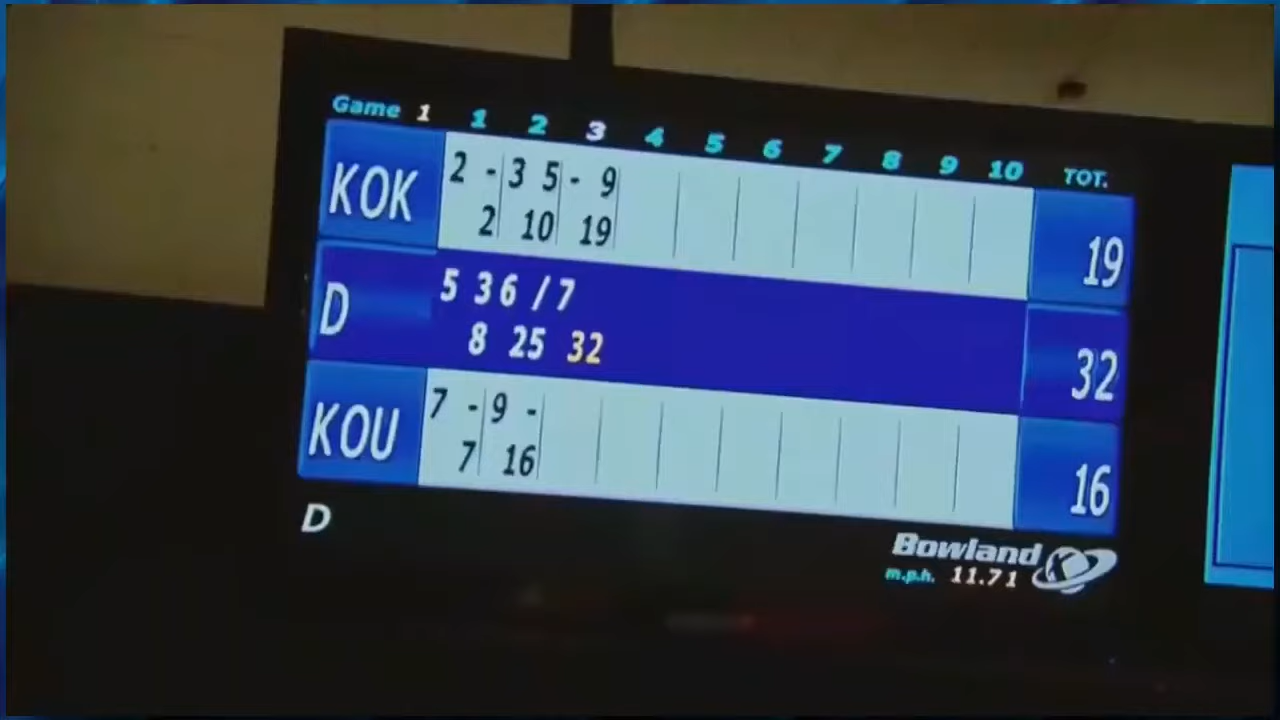 Game 1 1 2 3 4 5 6 7 8 9 10 TOT.
KOK 2 - 3 5 - 9
2 10 19 19
D 5 3 6 / 7
8 25 32 32
KOU 7 - 9 -
7 16 16
D
Bowland
m.p.h. 11.71